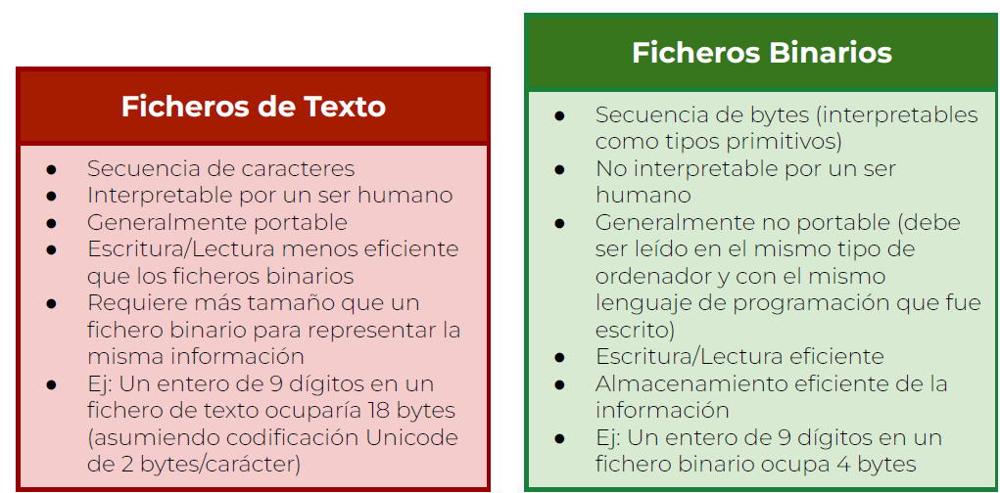 Ficheros de Texto
● Secuencia de caracteres
● Interpretable por un ser humano
● Generalmente portable
● Escritura/Lectura menos eficiente
que los ficheros binarios
● Requiere más tamaño que un
fichero binario para representar la
misma información
● Ej: Un entero de 9 dígitos en un
fichero de texto ocuparía 18 bytes
(asumiendo codificación Unicode
de 2 bytes/carácter)
Ficheros Binarios
● Secuencia de bytes (interpretables
como tipos primitivos)
● No interpretable por un ser
humano
● Generalmente no portable (debe
ser leído en el mismo tipo de
ordenador y con el mismo
lenguaje de programación que fue
escrito)
● Escritura/Lectura eficiente
● Almacenamiento eficiente de la
información
● Ej: Un entero de 9 dígitos en un
fichero binario ocupa 4 bytes